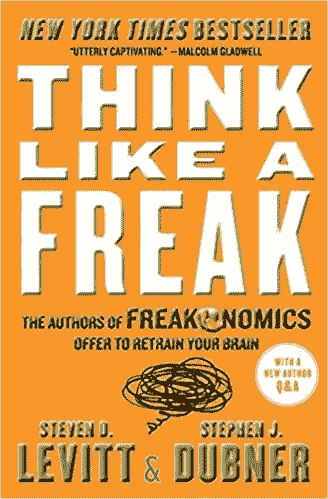 NEW YORK TIMES BESTSELLER
"UTTERLY CAPTIVATING." —MALCOLM GLADWELL
THINK
LIKE A
FREAK
THE AUTHORS OF FREAKONOMICS
OFFER TO RETRAIN YOUR BRAIN
WITH A
NEW AUTHOR
Q&A
STEVEN D. STEPHEN J.
LEVITT & DUBNER